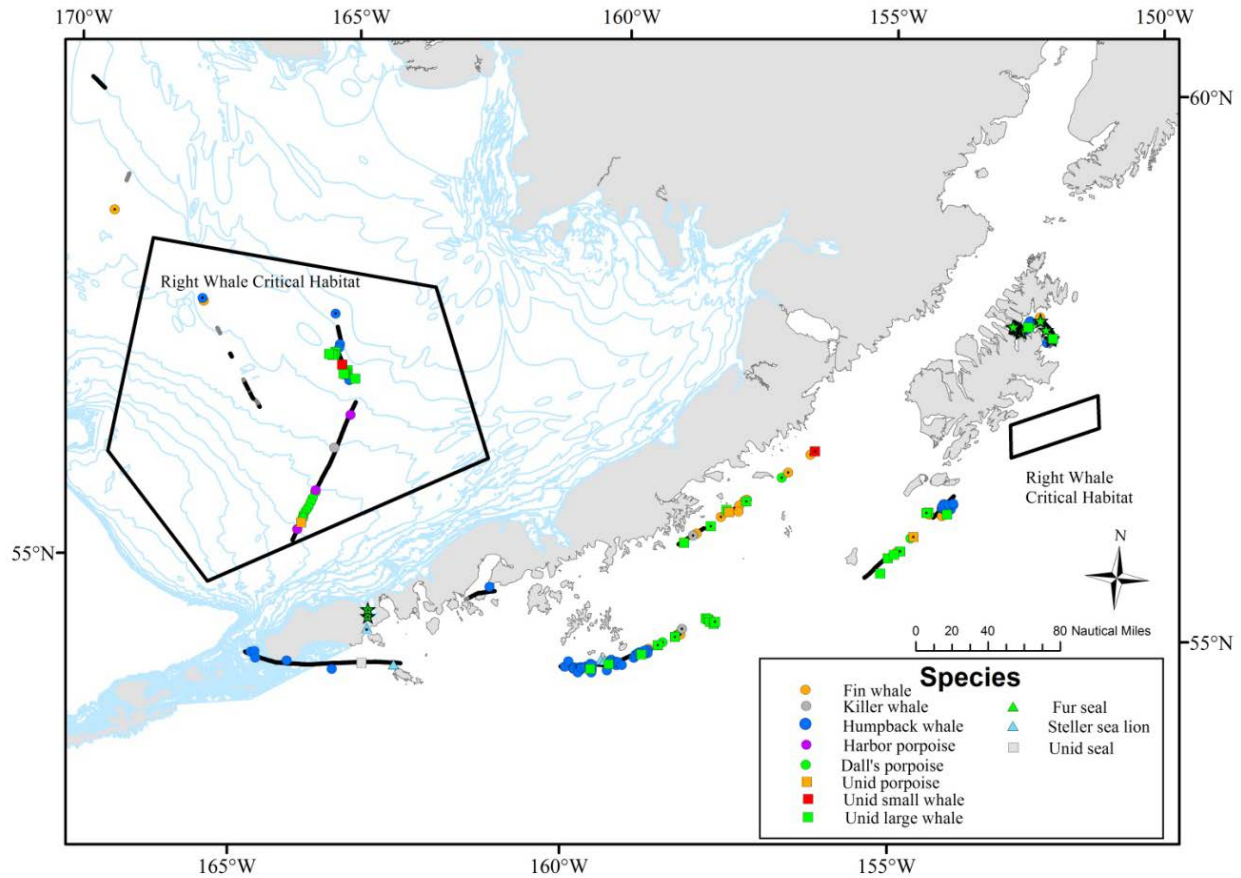 170°W 165°W 160°W 155°W 150°W
60°N
Right Whale Critical Habitat
Right Whale
Critical Habitat
55°N
N
55°N
0 20 40 80 Nautical Miles
Species
Fin whale
Killer whale
Humpback whale
Harbor porpoise
Dall's porpoise
Unid porpoise
Unid small whale
Unid large whale
Fur seal
Steller sea lion
Unid seal
165°W 160°W 155°W